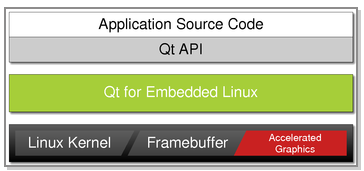 Application Source Code
Qt API
Qt for Embedded Linux
Linux Kernel
Framebuffer
Accelerated
Graphics